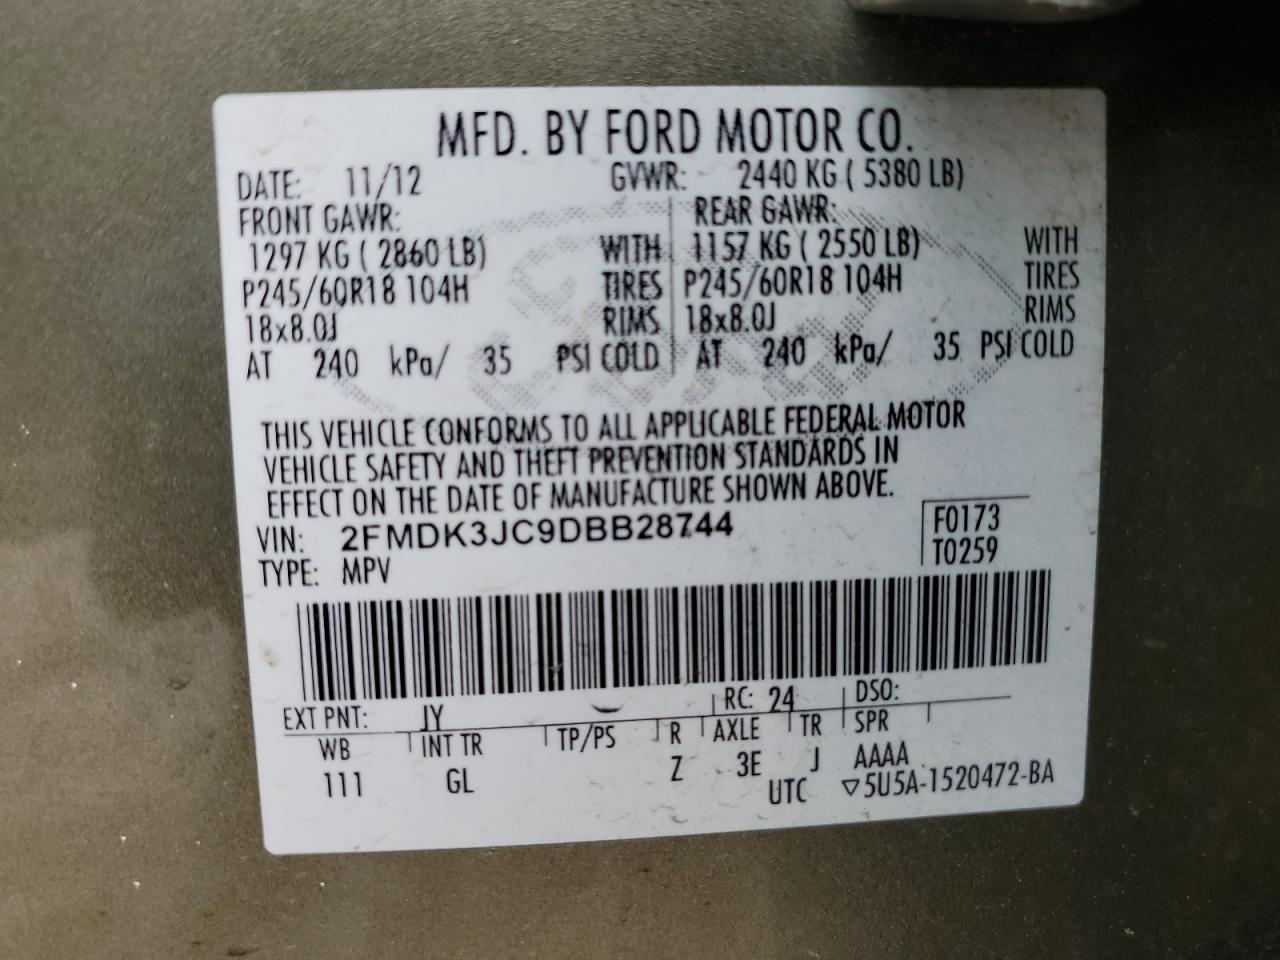 MFD. BY FORD MOTOR CO.
DATE: 11/12 GVWR: 2440 KG ( 5380 LB)
FRONT GAWR: REAR GAWR:
1297 KG ( 2860 LB) WITH 1157 KG ( 2550 LB) WITH
P245/60R18 104H TIRES P245/60R18 104H TIRES
18x8.0J RIMS 18x8.0J RIMS
AT 240 kPa/ 35 PSI COLD AT 240 kPa/ 35 PSI COLD
THIS VEHICLE CONFORMS TO ALL APPLICABLE FEDERAL MOTOR
VEHICLE SAFETY AND THEFT PREVENTION STANDARDS IN
EFFECT ON THE DATE OF MANUFACTURE SHOWN ABOVE.
VIN: 2FMDK3JC9DBB28744 F0173
TYPE: MPV T0259
EXT PNT: JY RC: 24 DSO:
WB INT TR TP/PS R AXLE TR SPR
111 GL Z 3E J AAAA
UTC ▽5U5A-1520472-BA